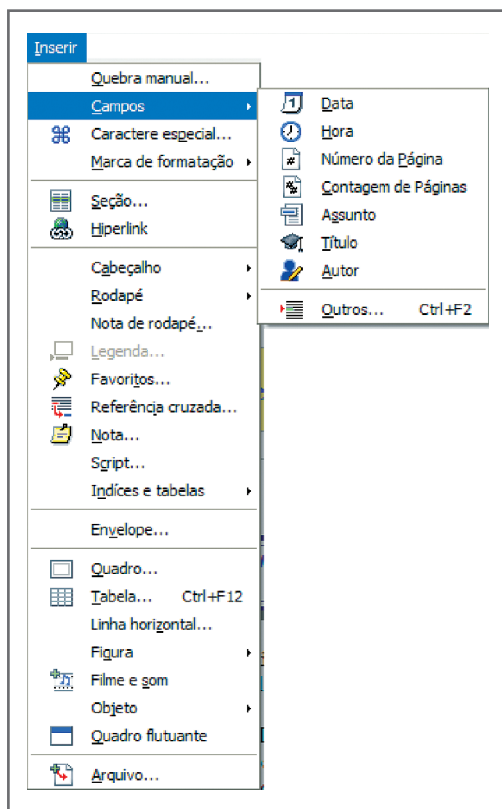 Inserir
Quebra manual...
Campos
Caractere especial...
Marca de formatação
Seção...
Hiperlink
Cabeçalho
Rodapé
Nota de rodapé...
Legenda...
Favoritos...
Referência cruzada...
Nota...
Script...
Indíces e tabelas
Envelope...
Quadro...
Tabela... Ctrl+F12
Linha horizontal...
Figura
Filme e som
Objeto
Quadro flutuante
Arquivo...
Data
Hora
Número da Página
Contagem de Páginas
Assunto
Título
Autor
Outros... Ctrl+F2